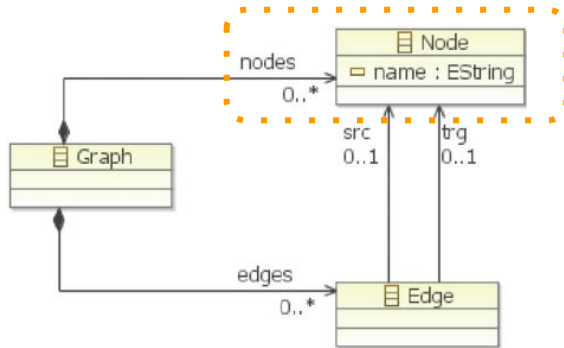 Node
name : EString
nodes
0..*
src
0..1
trg
0..1
Graph
edges
0..*
Edge